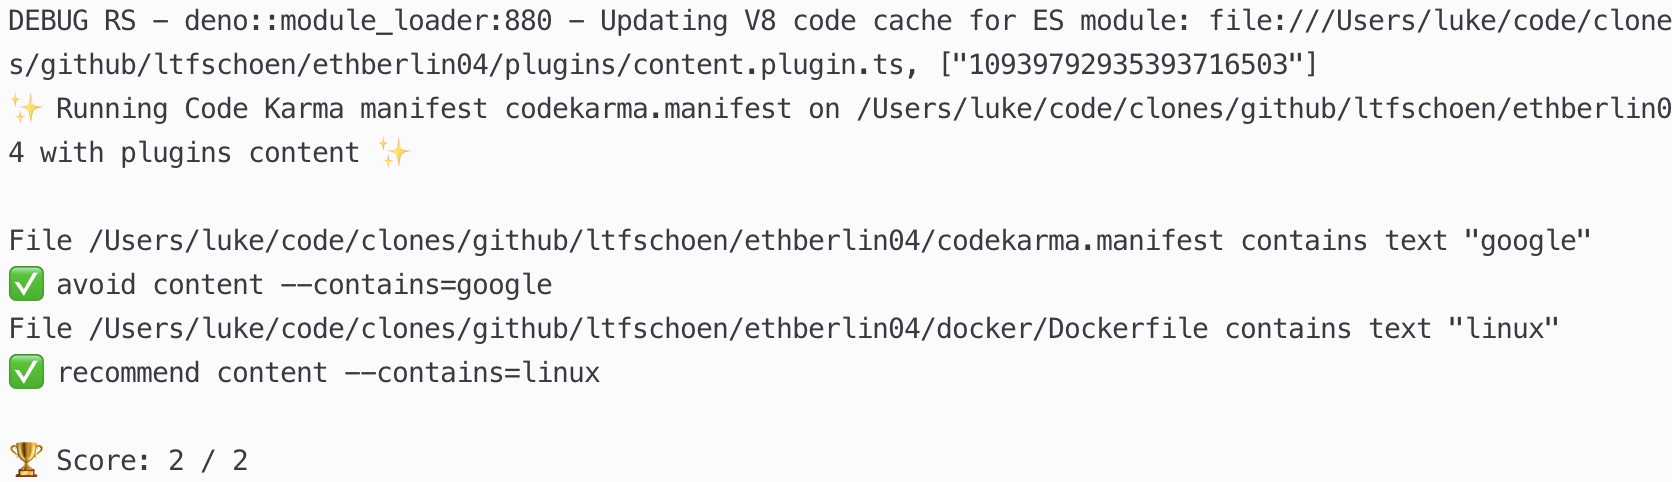 DEBUG RS - deno::module_loader:880 - Updating V8 code cache for ES module: file:///Users/luke/code/clone
s/github/ltfschoen/ethberlin04/plugins/content.plugin.ts, ["10939792935393716503"]
✨ Running Code Karma manifest codekarma.manifest on /Users/luke/code/clones/github/ltfschoen/ethberlin0
4 with plugins content ✨
File /Users/luke/code/clones/github/ltfschoen/ethberlin04/codekarma.manifest contains text "google"
✅ avoid content --contains=google
File /Users/luke/code/clones/github/ltfschoen/ethberlin04/docker/Dockerfile contains text "linux"
✅ recommend content --contains=linux
🏆 Score: 2 / 2